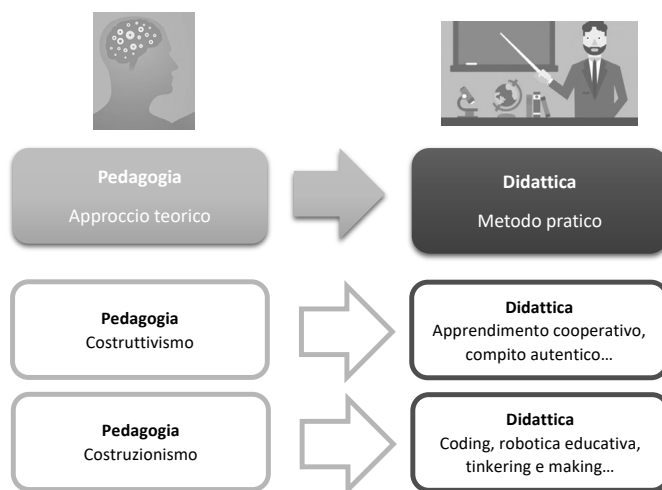 Pedagogia
Approccio teorico
Didattica
Metodo pratico
Pedagogia
Costruttivismo
Didattica
Apprendimento cooperativo,
compito autentico…
Pedagogia
Costruzionismo
Didattica
Coding, robotica educativa,
tinkering e making…